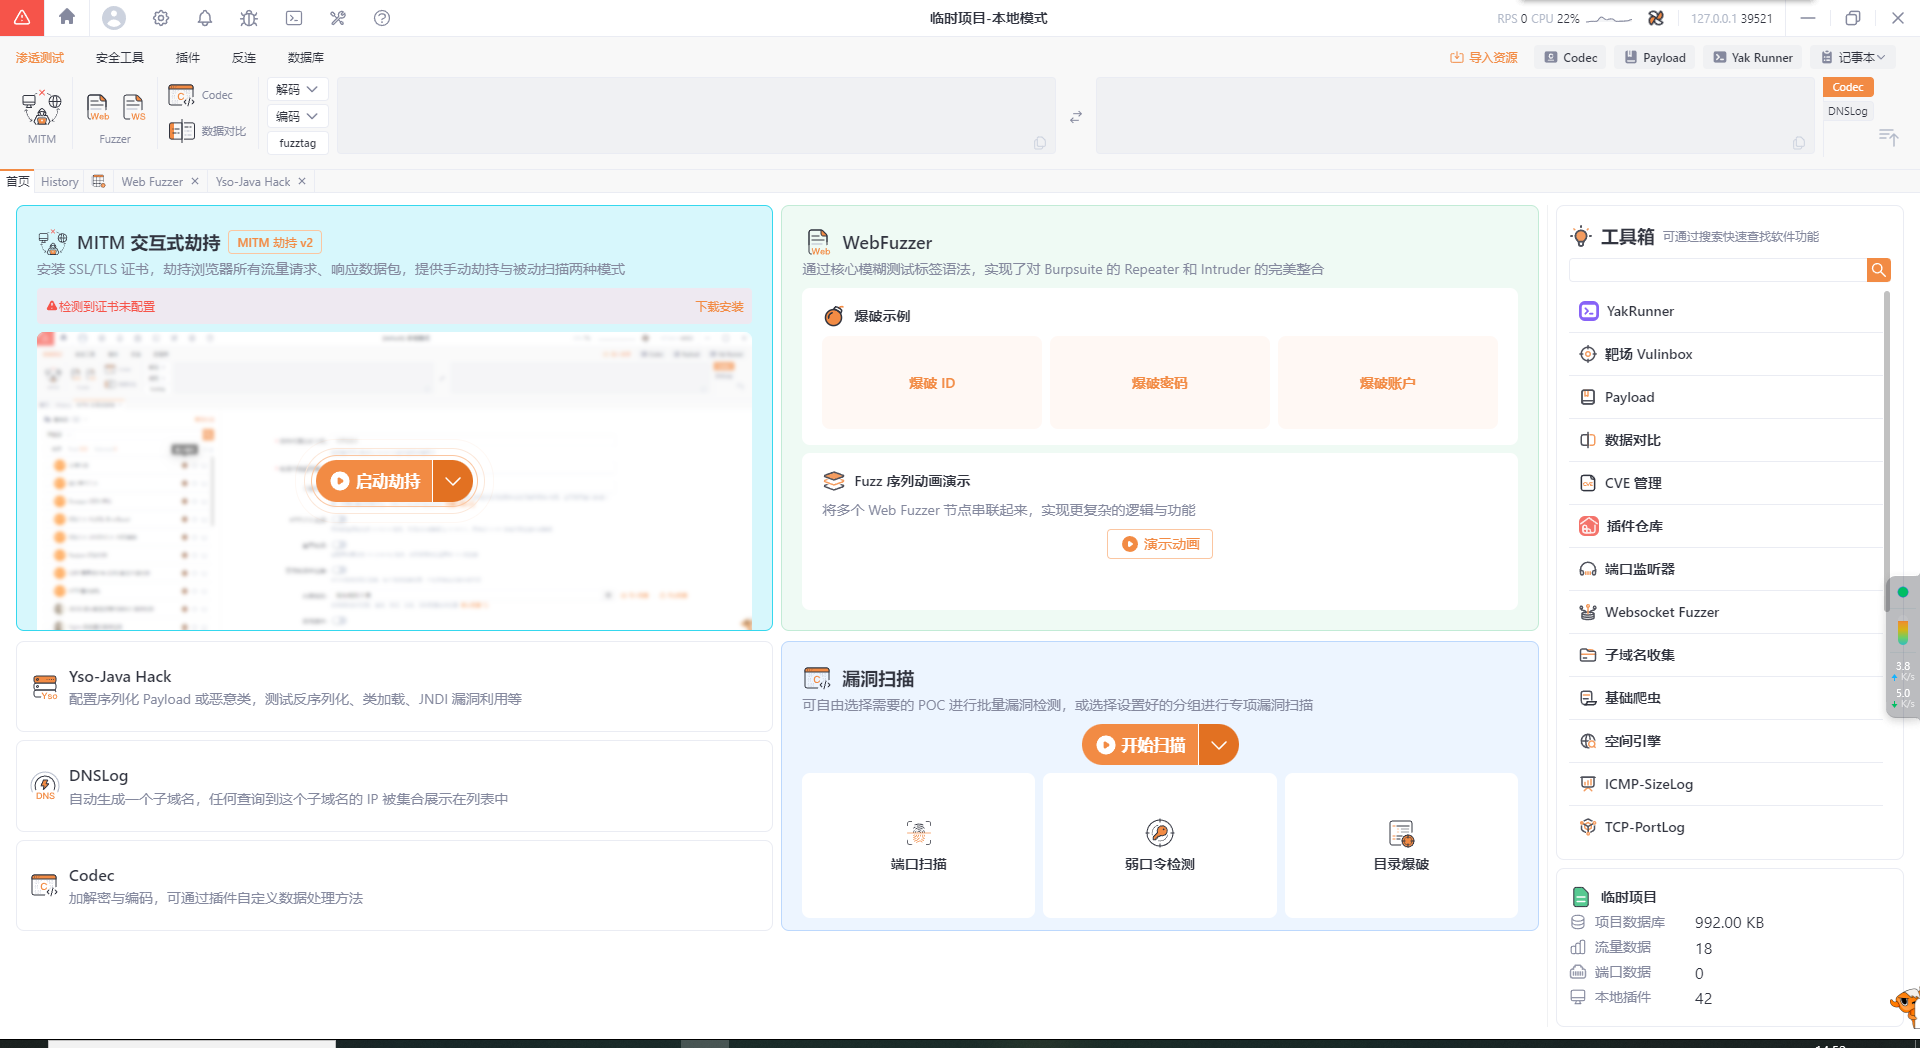 临时项目-本地模式
RPS 0 CPU 22%
127.0.0.1 39521
渗透测试 安全工具 插件 反连 数据库
导入资源 Codec Payload Yak Runner 记事本
MITM
Web WS
Fuzzer
Codec
数据对比
解码
编码
fuzztag
Codec
DNSLog
首页 History Web Fuzzer Yso-Java Hack
MITM 交互式劫持 MITM 劫持 v2
安装 SSL/TLS 证书，劫持浏览器所有流量请求、响应数据包，提供手动劫持与被动扫描两种模式
检测到证书未配置 下载安装
启动劫持
Web
WebFuzzer
通过核心模糊测试标签语法，实现了对 Burpsuite 的 Repeater 和 Intruder 的完美整合
爆破示例
爆破 ID 爆破密码 爆破账户
Fuzz 序列动画演示
将多个 Web Fuzzer 节点串联起来，实现更复杂的逻辑与功能
演示动画
Yso
Yso-Java Hack
配置序列化 Payload 或恶意类，测试反序列化、类加载、JNDI 漏洞利用等
DNS
DNSLog
自动生成一个子域名，任何查询到这个子域名的 IP 被集合展示在列表中
Codec
加解密与编码，可通过插件自定义数据处理方法
漏洞扫描
可自由选择需要的 POC 进行批量漏洞检测，或选择设置好的分组进行专项漏洞扫描
开始扫描
端口扫描 弱口令检测 目录爆破
工具箱 可通过搜索快速查找软件功能
YakRunner
靶场 Vulinbox
Payload
数据对比
CVE 管理
插件仓库
端口监听器
Websocket Fuzzer
子域名收集
基础爬虫
空间引擎
ICMP-SizeLog
TCP-PortLog
临时项目
项目数据库 992.00 KB
流量数据 18
端口数据 0
本地插件 42
3.8
K/s
5.0
K/s